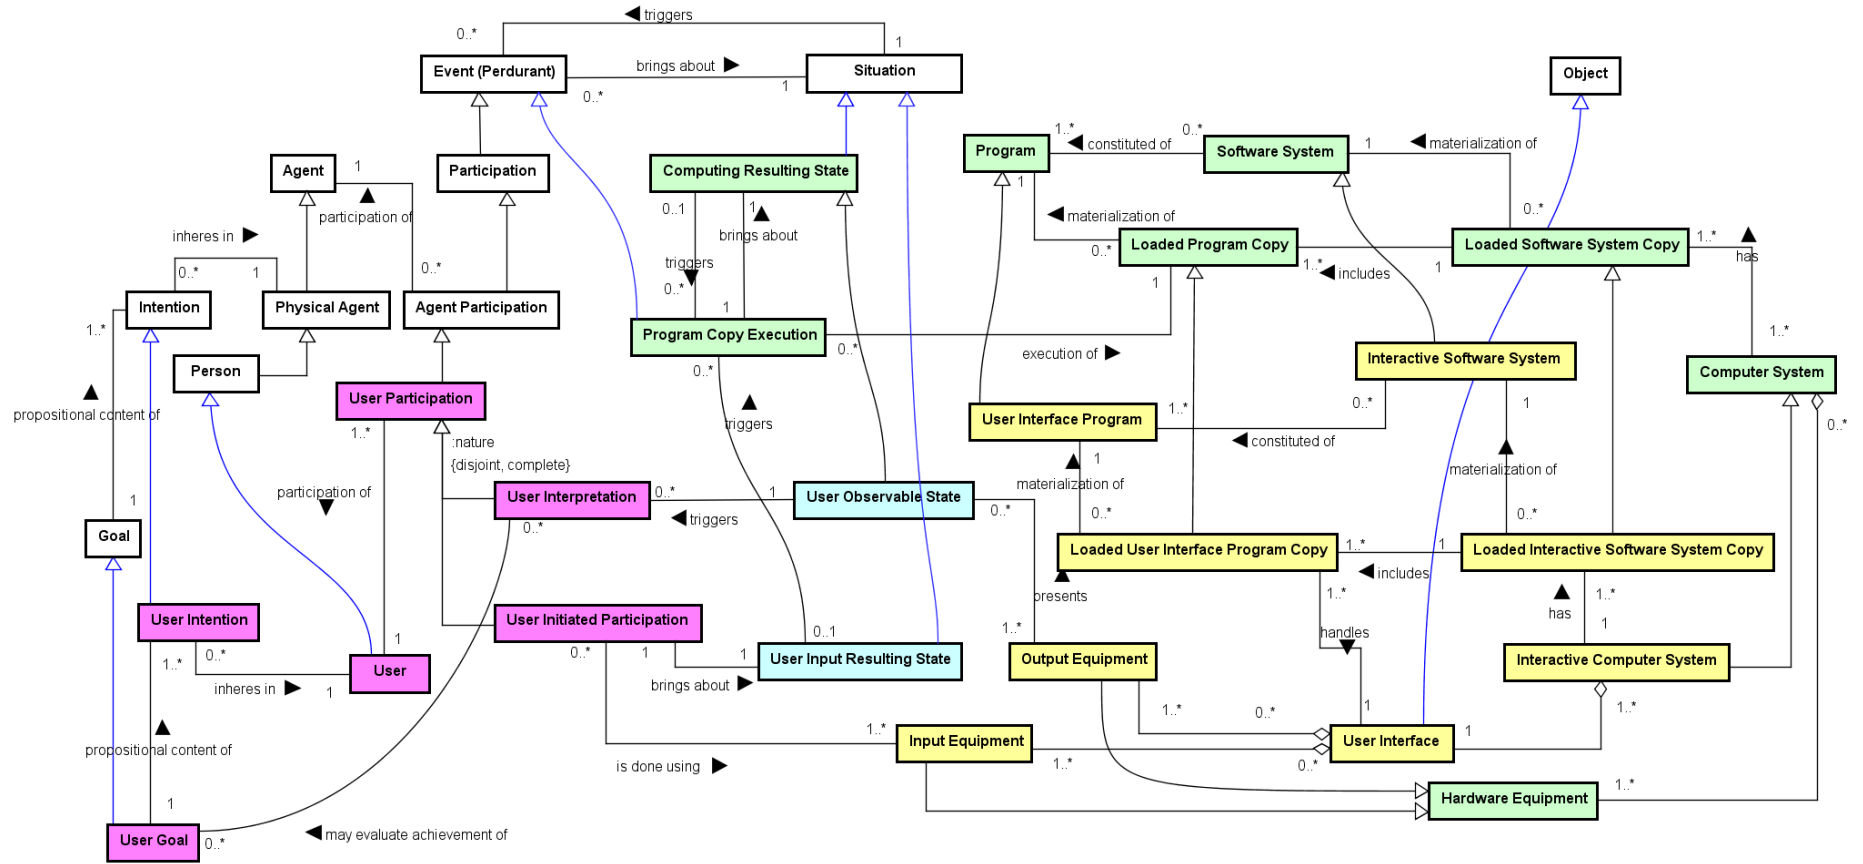 ◀ triggers
0..*
1
Event (Perdurant)
brings about ▶
Situation
Object
0..*
1
1..*
0..*
◀ constituted of
1
◀ materialization of
Program
Software System
Agent
1
Participation
Computing Resulting State
1
▲
participation of
0..1
1
▲
brings about
◀ materialization of
0..*
inheres in ▶
Loaded Program Copy
Loaded Software System Copy
1..*
▲
has
0..*
1
0..*
triggers
▼
0..*
0..*
1..*
1
◀ includes
1
1
Intention
Physical Agent
Agent Participation
1..*
Program Copy Execution
1..*
0..*
execution of ▶
Interactive Software System
Person
Computer System
0..*
▲
propositional content of
User Participation
1..*
▲
triggers
1..*
0..*
1
0..*
User Interface Program
:nature
{disjoint, complete}
◀ constituted of
1
▲
materialization of
▲
materialization of
participation of
▼
User Interpretation
0..*
1
User Observable State
0..*
1
◀ triggers
0..*
0..*
0..*
Goal
Loaded User Interface Program Copy
1..*
1
Loaded Interactive Software System Copy
◀ includes
▲
presents
1..*
▲
has
1..*
User Intention
User Initiated Participation
1..*
handles
▼
1
1
0..1
0..*
1..*
0..*
1
1
User Input Resulting State
Output Equipment
Interactive Computer System
User
inheres in ▶
1
brings about ▶
1..*
0..*
1
1..*
▲
propositional content of
1..*
Input Equipment
User Interface
1
is done using ▶
1..*
0..*
1..*
Hardware Equipment
1
User Goal
0..*
◀ may evaluate achievement of